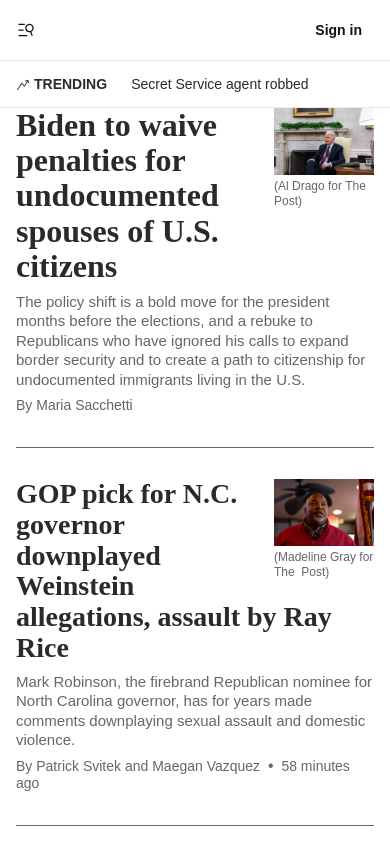 Sign in
TRENDING Secret Service agent robbed
Biden to waive
penalties for
undocumented
spouses of U.S.
citizens
(Al Drago for The
Post)
The policy shift is a bold move for the president
months before the elections, and a rebuke to
Republicans who have ignored his calls to expand
border security and to create a path to citizenship for
undocumented immigrants living in the U.S.
By Maria Sacchetti
GOP pick for N.C.
governor
downplayed
Weinstein
allegations, assault by Ray
Rice
(Madeline Gray for
The Post)
Mark Robinson, the firebrand Republican nominee for
North Carolina governor, has for years made
comments downplaying sexual assault and domestic
violence.
By Patrick Svitek and Maegan Vazquez • 58 minutes
ago